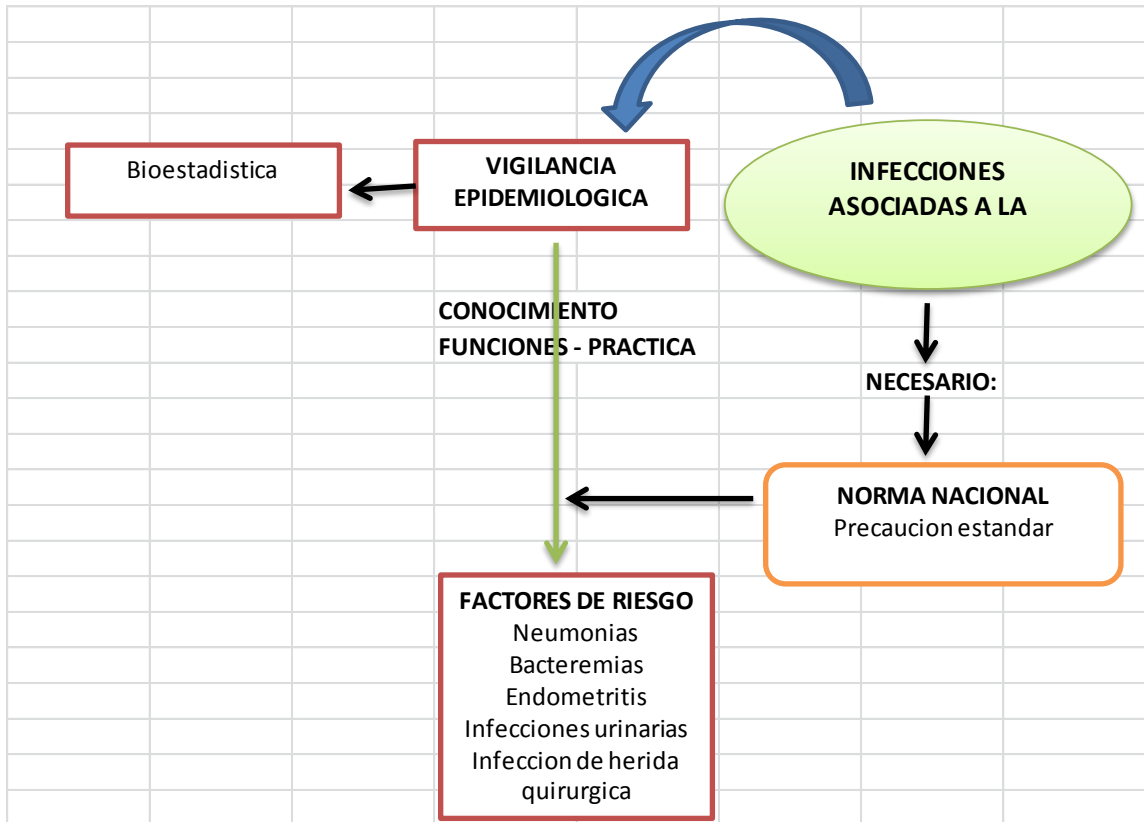 Bioestadistica
VIGILANCIA
EPIDEMIOLOGICA
INFECCIONES
ASOCIADAS A LA
CONOCIMIENTO
FUNCIONES - PRACTICA
NECESARIO:
NORMA NACIONAL
Precaucion estandar
FACTORES DE RIESGO
Neumonias
Bacteremias
Endometritis
Infecciones urinarias
Infeccion de herida
quirurgica